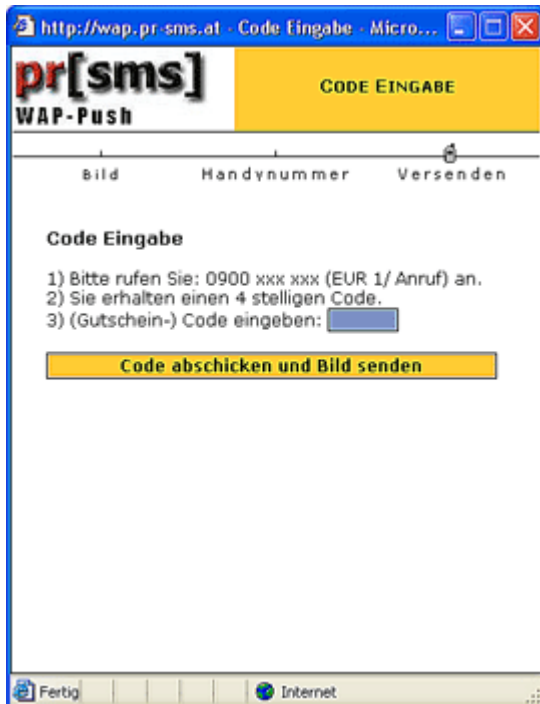 http://wap.pr-sms.at - Code Eingabe - Micro...
pr[sms]
WAP-Push
CODE EINGABE
Bild Handynummer Versenden
Code Eingabe
1) Bitte rufen Sie: 0900 xxx xxx (EUR 1/ Anruf) an.
2) Sie erhalten einen 4 stelligen Code.
3) (Gutschein-) Code eingeben:
Code abschicken und Bild senden
Fertig Internet